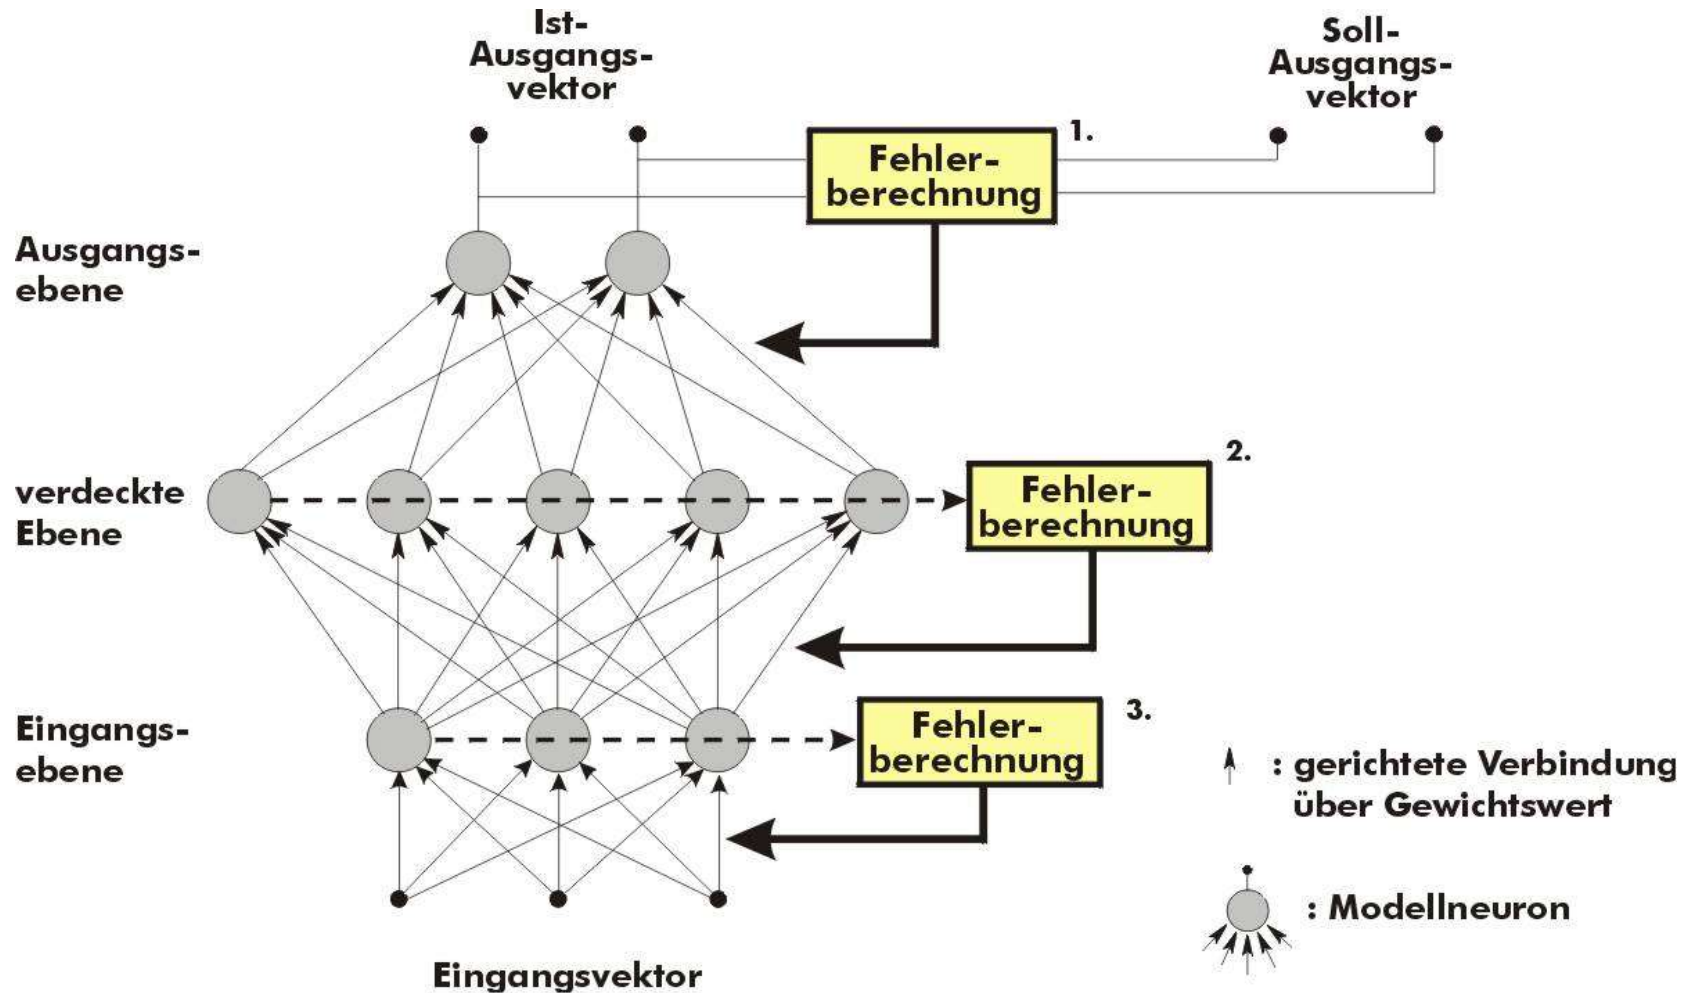 Ist-
Ausgangs-
vektor
Soll-
Ausgangs-
vektor
1.
Fehler-
berechnung
Ausgangs-
ebene
2.
verdeckte
Ebene
Fehler-
berechnung
3.
Eingangs-
ebene
Fehler-
berechnung
: gerichtete Verbindung
über Gewichtswert
: Modellneuron
Eingangsvektor